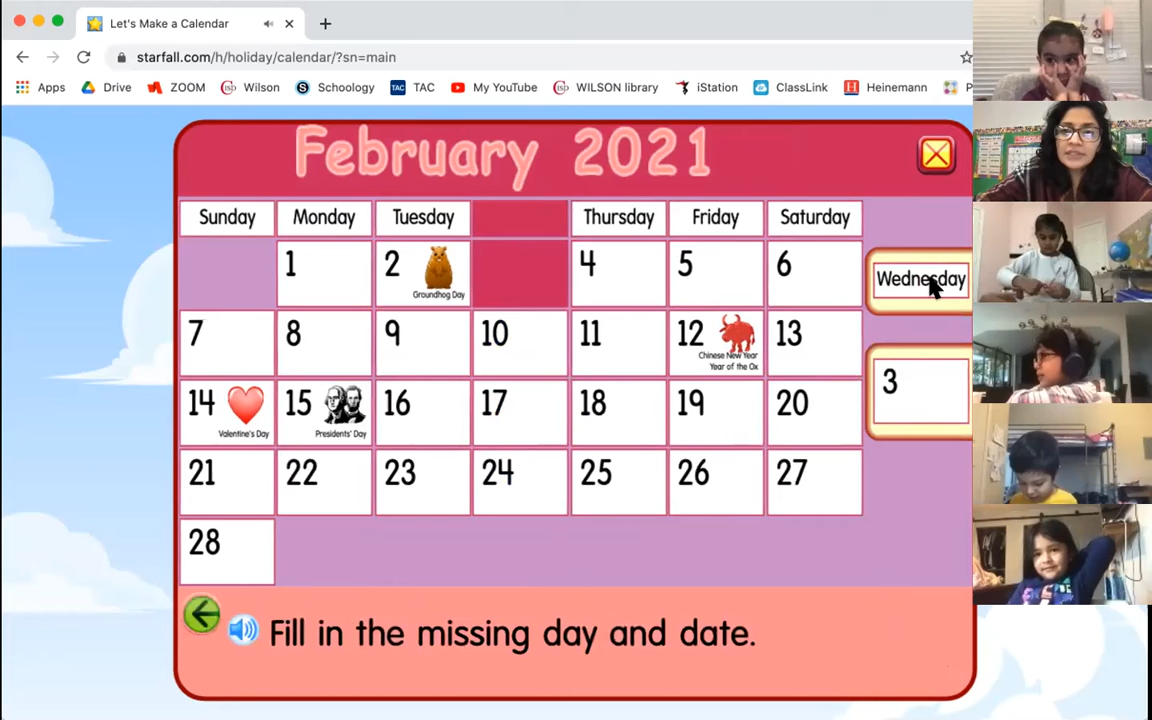 Let's Make a Calendar
starfall.com/h/holiday/calendar/?sn=main
Apps Drive ZOOM Wilson Schoology TAC TAC My YouTube WILSON library iStation ClassLink Heinemann P
February 2021
Sunday Monday Tuesday Thursday Friday Saturday
1 2 4 5 6
Groundhog Day
Wednesday
7 8 9 10 11 12 13
Chinese New Year
Year of the Ox
3
14 15 16 17 18 19 20
Valentine's Day Presidents' Day
21 22 23 24 25 26 27
28
Fill in the missing day and date.